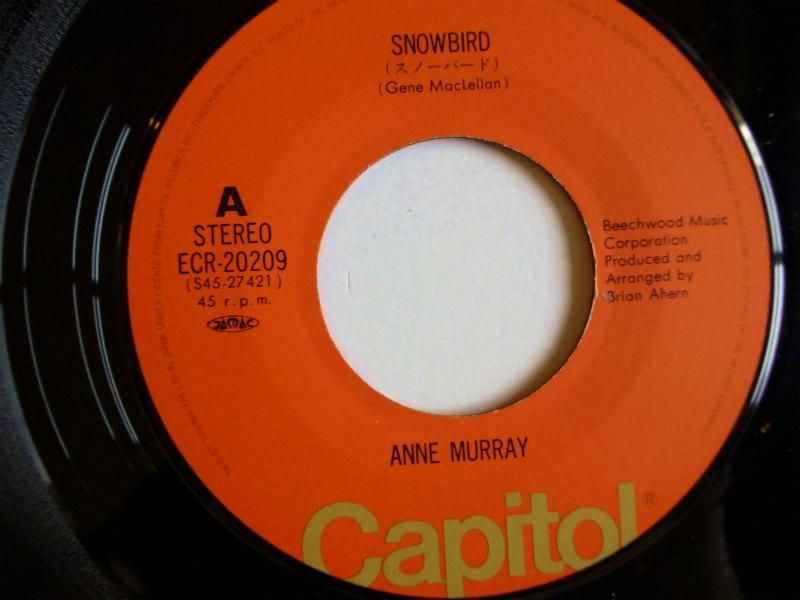 SNOWBIRD
(スノーバード)
(Gene MacLellan)
A
STEREO
ECR-20209
(S45-27421)
45 r.p.m.
JASRAC
Beechwood Music
Corporation
Produced and
Arranged by
Brian Ahern
ANNE MURRAY
Capitol®